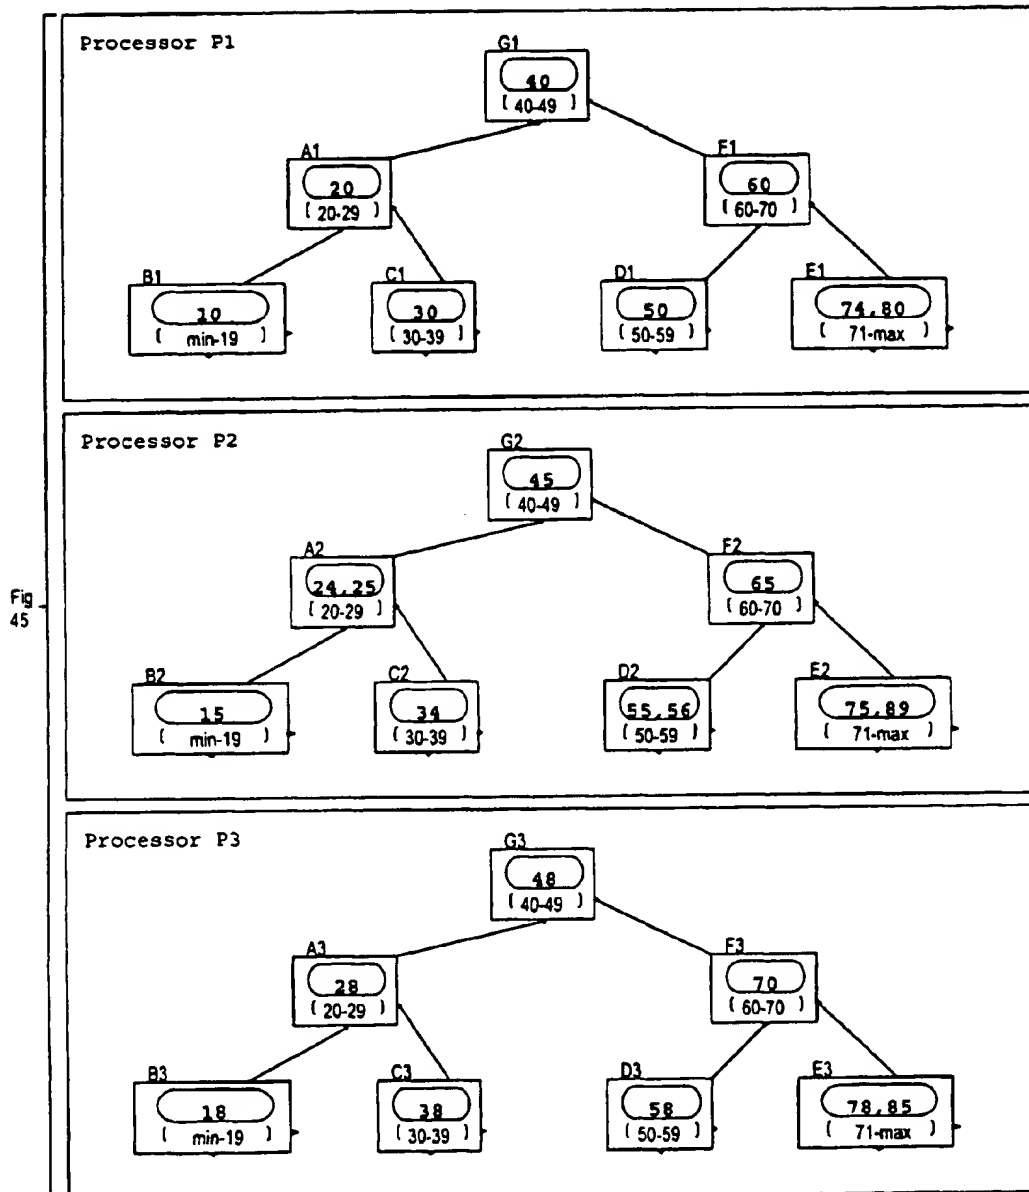 Processor P1
G1
40
( 40-49 )
A1
20
( 20-29 )
F1
60
( 60-70 )
B1
10
( min-19 )
C1
30
( 30-39 )
D1
50
( 50-59 )
E1
74,80
( 71-max )
Processor P2
G2
45
( 40-49 )
A2
24,25
( 20-29 )
F2
65
( 60-70 )
Fig
45
B2
15
( min-19 )
C2
34
( 30-39 )
D2
55,56
( 50-59 )
E2
75,89
( 71-max )
Processor P3
G3
48
( 40-49 )
A3
28
( 20-29 )
F3
70
( 60-70 )
B3
18
( min-19 )
C3
38
( 30-39 )
D3
58
( 50-59 )
E3
78,85
( 71-max )